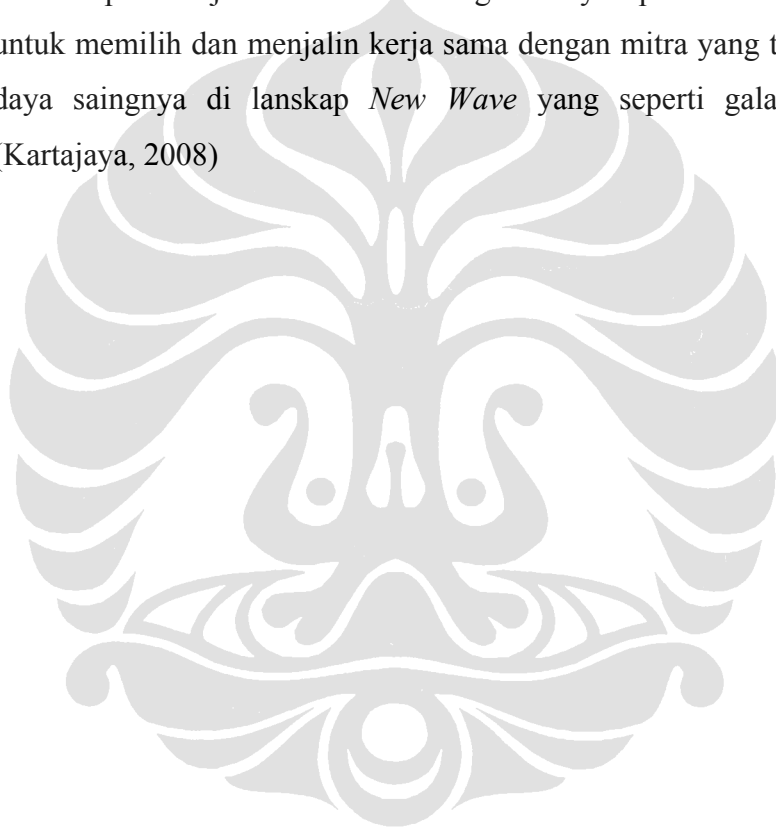 untuk memilih dan menjalin kerja sama dengan mitra yang
daya saingnya di lanskap New Wave yang seperti
(Kartajaya, 2008)